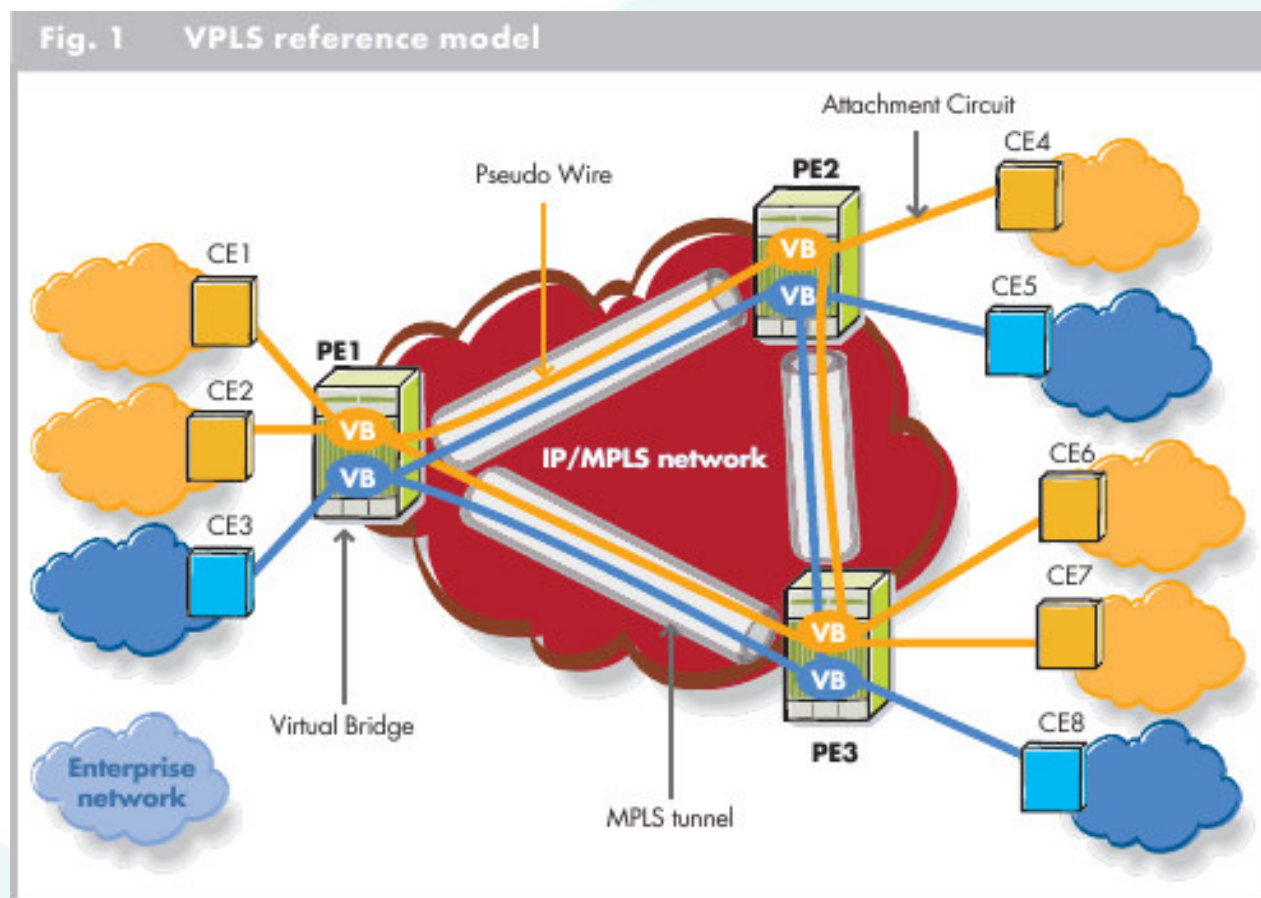 Fig. 1 VPLS reference model
Attachment Circuit
CE4
PE2
Pseudo Wire
VB
CE1
VB
CE5
PE1
CE2
VB
IP/MPLS network
CE6
VB
CE3
CE7
VB
VB
Virtual Bridge
CE8
PE3
Enterprise
network
MPLS tunnel